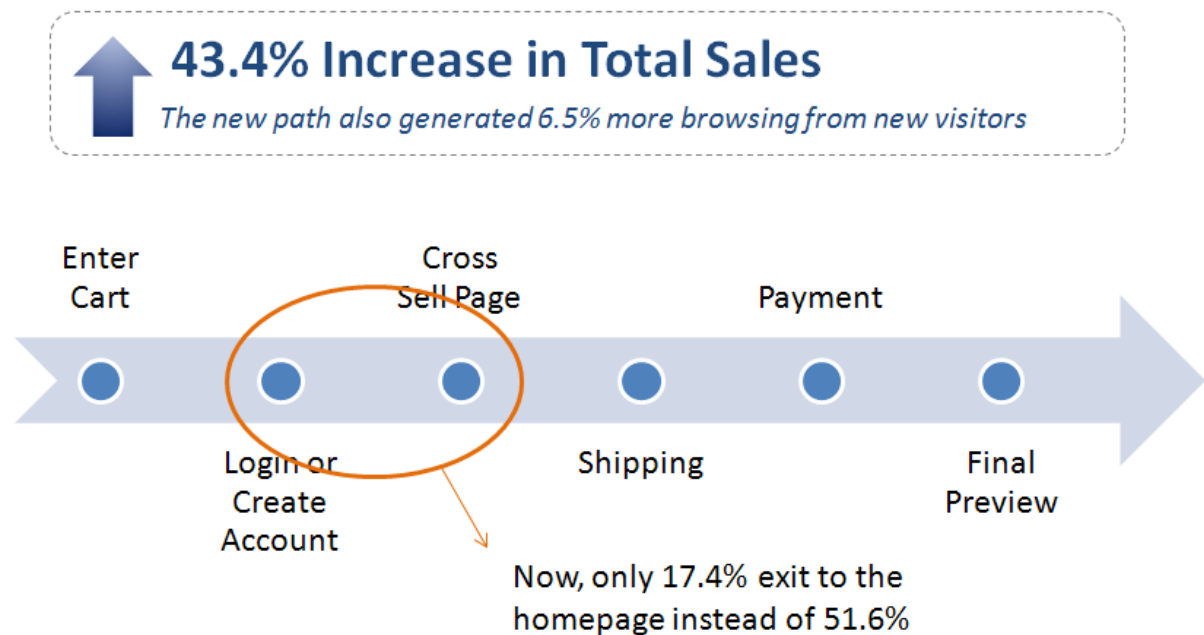 43.4% Increase in Total Sales
The new path also generated 6.5% more browsing from new visitors
Enter
Cart
Cross
Sell Page
Payment
Login or
Create
Account
Shipping
Final
Preview
Now, only 17.4% exit to the
homepage instead of 51.6%